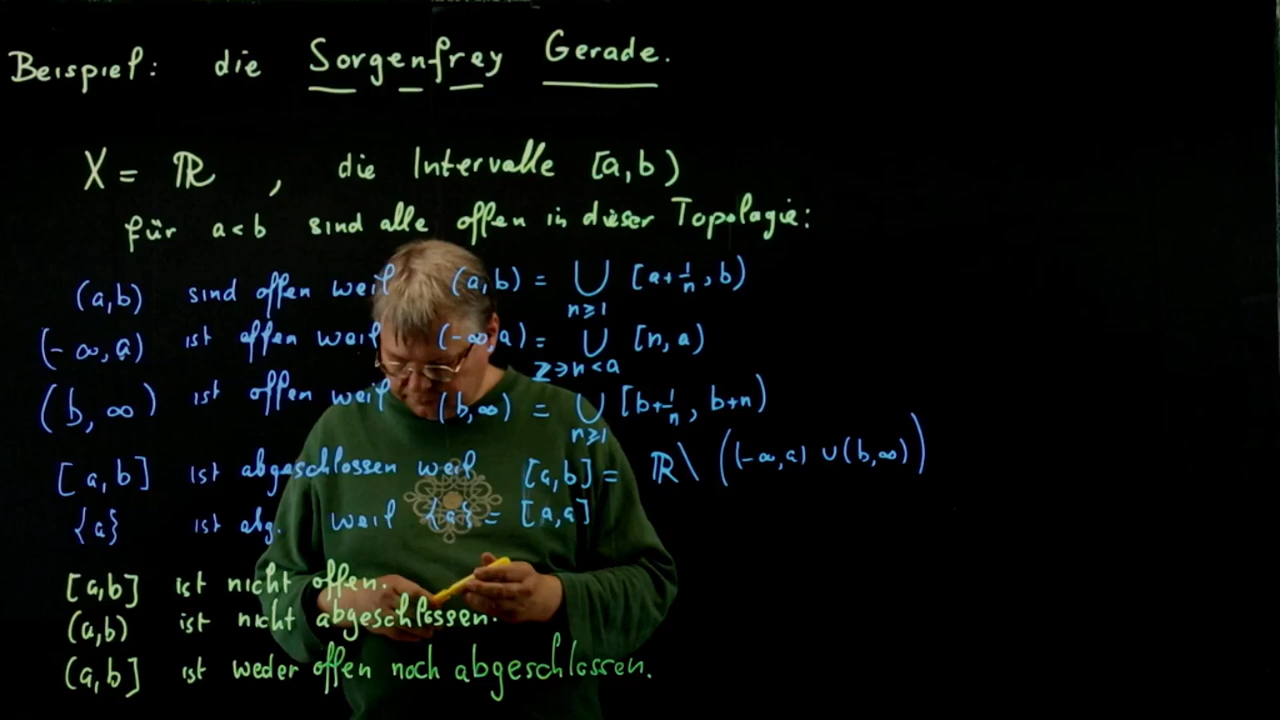 Beispiel: die Sorgenfrey Gerade.
X = ℝ , die Intervalle [a,b)
für a<b sind alle offen in dieser Topologie:
(a,b) sind offen weil (a,b) = ⋃ n≥1 [a+1/n, b)
(-∞,a) ist offen weil (-∞,a) = ⋃ ℤ∋n<a [n,a)
(b,∞) ist offen weil (b,∞) = ⋃ n≥1 [b+1/n, b+n)
[a,b] ist abgeschlossen weil [a,b] = ℝ \ ((-∞,a) ∪ (b,∞))
{a} ist abg. weil {a} = [a,a]
[a,b] ist nicht offen.
(a,b) ist nicht abgeschlossen.
(a,b] ist weder offen noch abgeschlossen.